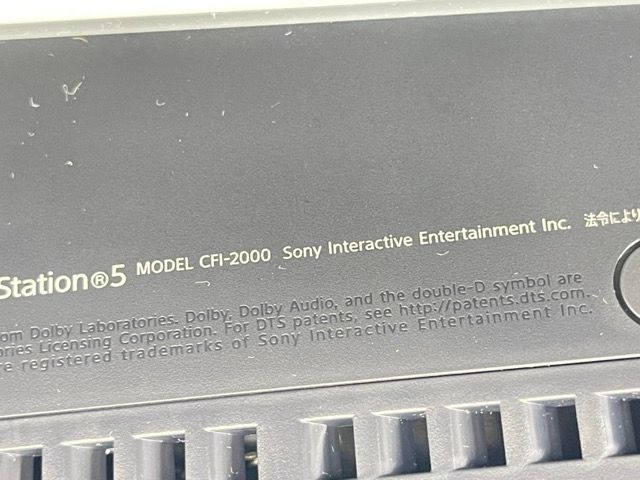 Station®5 MODEL CFI-2000 Sony Interactive Entertainment Inc. 法令により
om Dolby Laboratories. Dolby, Dolby Audio, and the double-D symbol are
ories Licensing Corporation. For DTS patents, see http://patents.dts.com.
re registered trademarks of Sony Interactive Entertainment Inc.